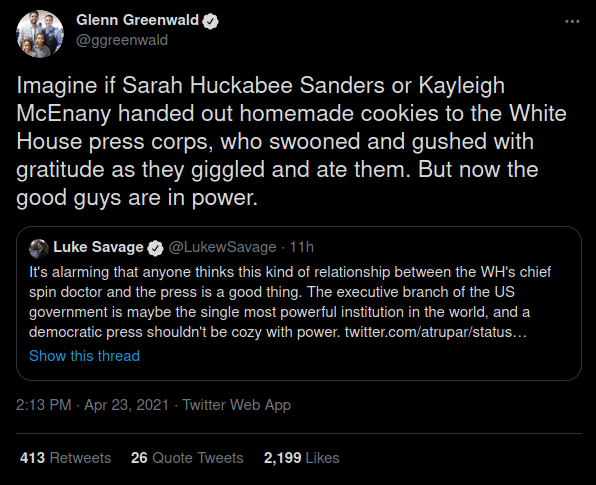 Glenn Greenwald
@ggreenwald
Imagine if Sarah Huckabee Sanders or Kayleigh
McEnany handed out homemade cookies to the White
House press corps, who swooned and gushed with
gratitude as they giggled and ate them. But now the
good guys are in power.
Luke Savage @LukewSavage · 11h
It's alarming that anyone thinks this kind of relationship between the WH's chief
spin doctor and the press is a good thing. The executive branch of the US
government is maybe the single most powerful institution in the world, and a
democratic press shouldn't be cozy with power. twitter.com/atrupar/status…
Show this thread
2:13 PM · Apr 23, 2021 · Twitter Web App
413 Retweets 26 Quote Tweets 2,199 Likes